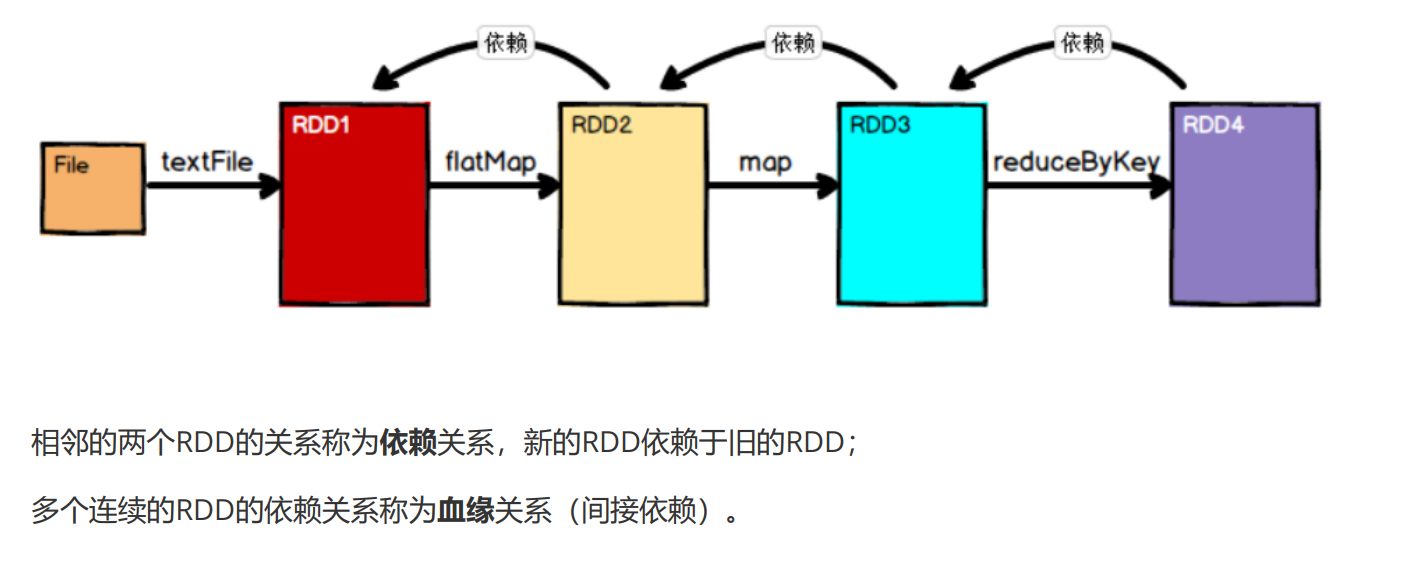 依赖 依赖 依赖
RDD1 RDD2 RDD3 RDD4
File textFile flatMap map reduceByKey
相邻的两个RDD的关系称为依赖关系，新的RDD依赖于旧的RDD；
多个连续的RDD的依赖关系称为血缘关系（间接依赖）。